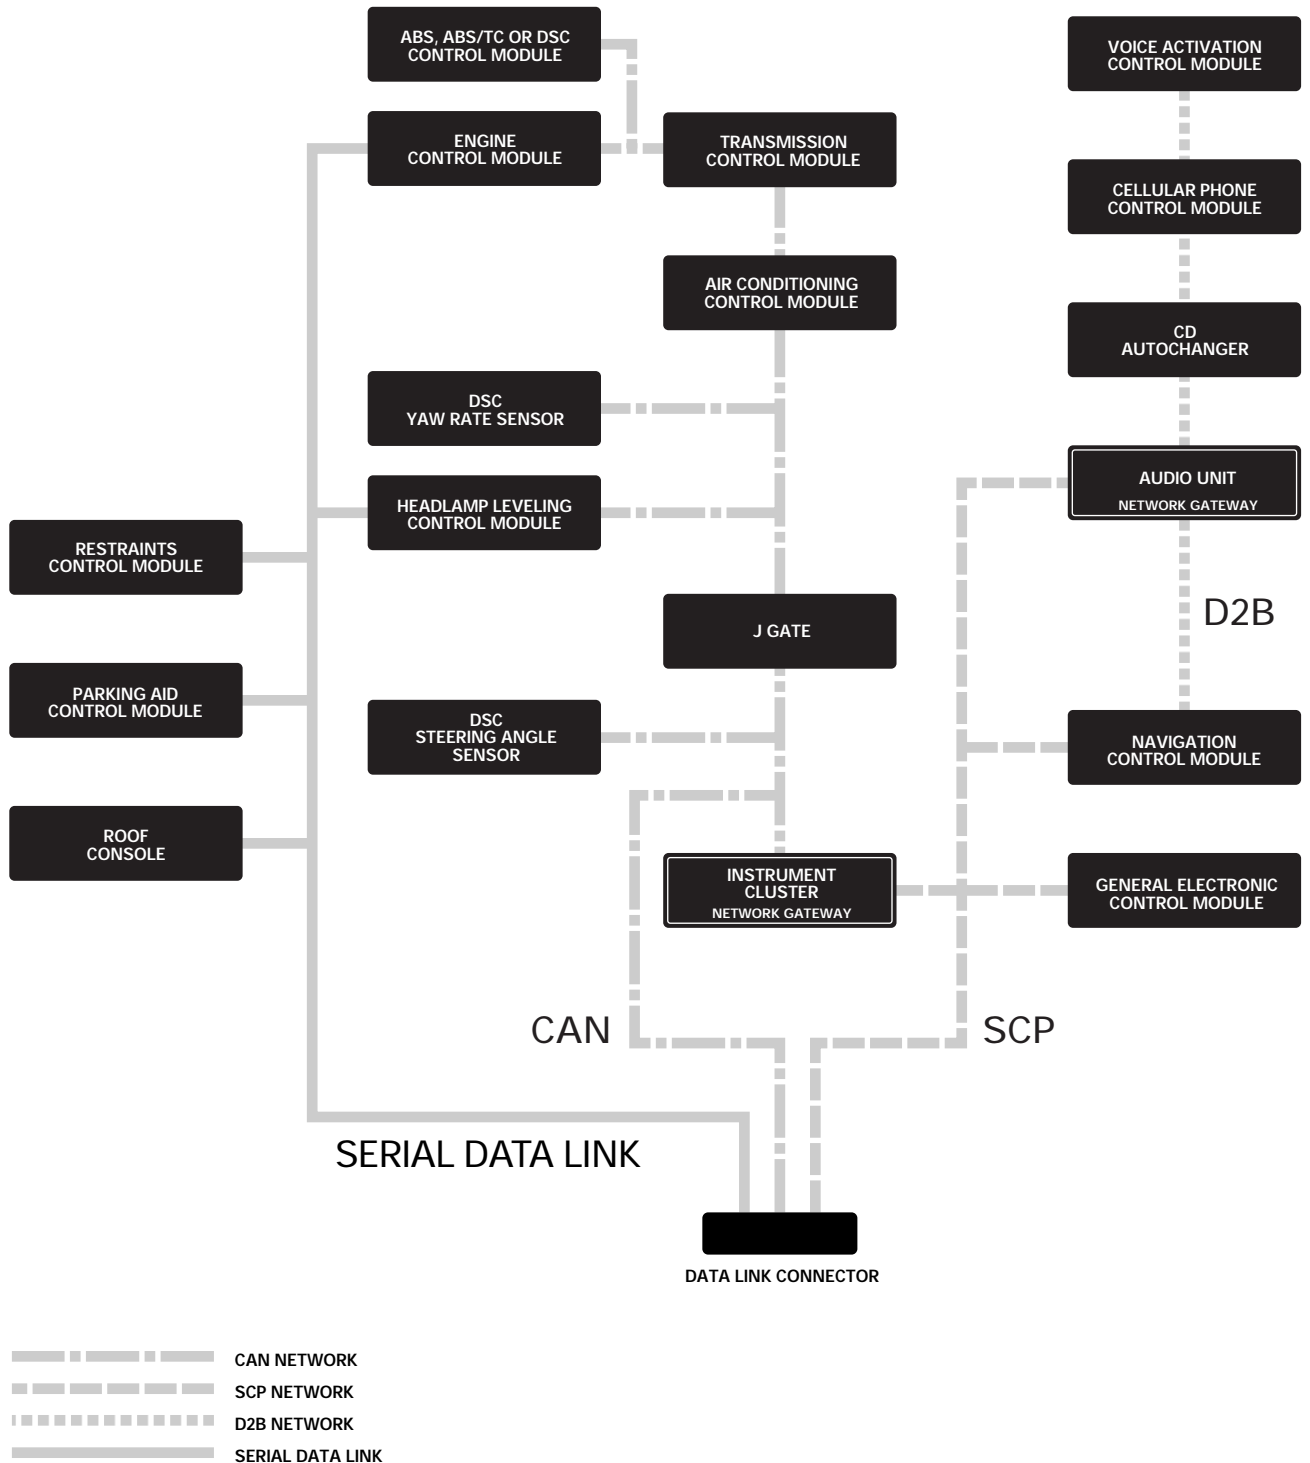 ABS, ABS/TC OR DSC
CONTROL MODULE
VOICE ACTIVATION
CONTROL MODULE
ENGINE
CONTROL MODULE
TRANSMISSION
CONTROL MODULE
CELLULAR PHONE
CONTROL MODULE
AIR CONDITIONING
CONTROL MODULE
CD
AUTOCHANGER
DSC
YAW RATE SENSOR
AUDIO UNIT
NETWORK GATEWAY
HEADLAMP LEVELING
CONTROL MODULE
RESTRAINTS
CONTROL MODULE
D2B
J GATE
PARKING AID
CONTROL MODULE
DSC
STEERING ANGLE
SENSOR
NAVIGATION
CONTROL MODULE
ROOF
CONSOLE
INSTRUMENT
CLUSTER
NETWORK GATEWAY
GENERAL ELECTRONIC
CONTROL MODULE
CAN
SCP
SERIAL DATA LINK
DATA LINK CONNECTOR
CAN NETWORK
SCP NETWORK
D2B NETWORK
SERIAL DATA LINK